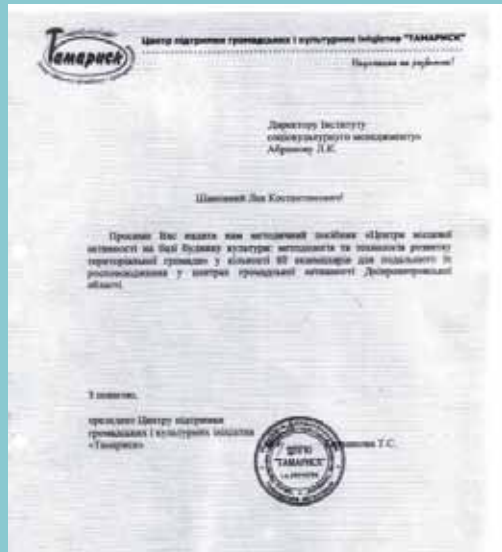 Тамариск
Центр підтримки громадських і культурних ініціатив "ТАМАРИСК"
Директору Інституту
соціокультурного менеджменту
Абрамову Л.К.
Шановний Лев Костянтинович!
Просимо Вас надати нам методичний посібник «Центри місцевої
активності на базі будинку культури: методологія та технологія розвитку
територіальної громади» у кількості 60 екземплярів для подальшого їх
розповсюдження у центрах громадської активності Дніпропетровської
області.
З повагою,
президент Центру підтримки
громадських і культурних ініціатив
«Тамариск» Т.С.
ЦПГКІ
"ТАМАРИСК"